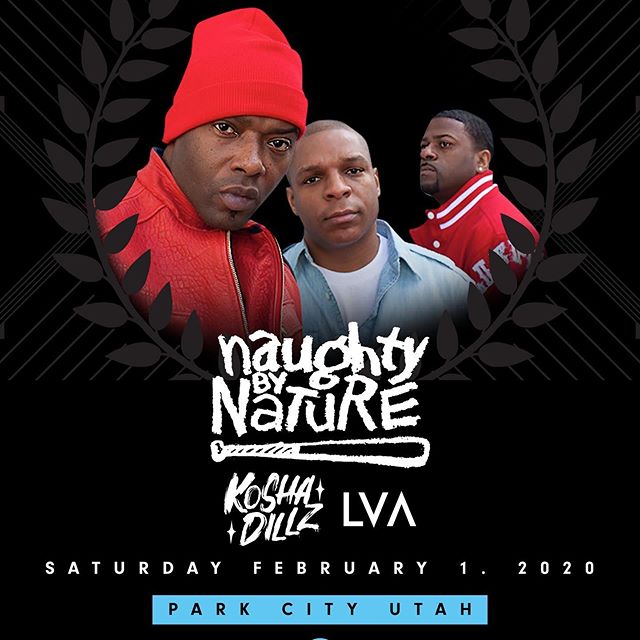 naughty
BY
NaTURE
KOSHA
DILLZ
LVA
SATURDAY FEBRUARY 1. 2020
PARK CITY UTAH